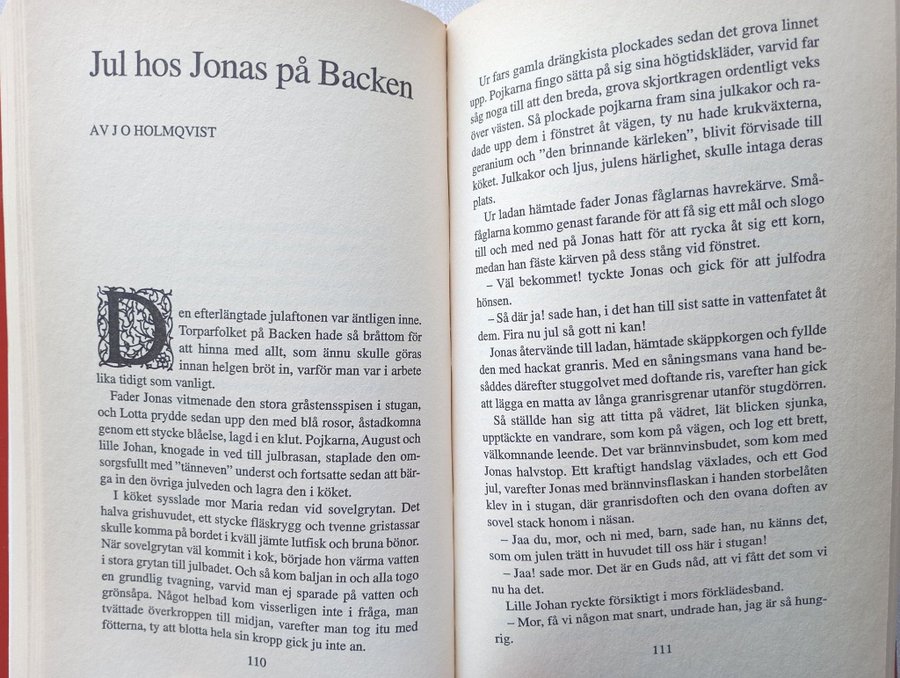 Jul hos Jonas på Backen
AV J O HOLMQVIST
Den efterlängtade julaftonen var äntligen inne.
Torparfolket på Backen hade så bråttom för
att hinna med allt, som ännu skulle göras
innan helgen bröt in, varför man var i arbete
lika tidigt som vanligt.
Fader Jonas vitmenade den stora gråstensspisen i stugan,
och Lotta prydde sedan upp den med blå rosor, åstadkomna
genom ett stycke blåelse, lagd i en klut. Pojkarna, August och
lille Johan, knogade in ved till julbrasan, staplade den om-
sorgsfullt med ”tänneven” underst och fortsatte sedan att bär-
ga in den övriga julveden och lagra den i köket.
I köket sysslade mor Maria redan vid sovelgrytan. Det
halva grishuvudet, ett stycke fläskrygg och tvenne gristassar
skulle komma på bordet i kväll jämte lutfisk och bruna bönor.
När sovelgrytan väl kommit i kok, började hon värma vatten
i stora grytan till julbadet. Och så kom baljan in och alla togo
en grundlig tvagning, varvid man ej sparade på vatten och
grönsåpa. Något helbad kom visserligen inte i fråga, man
tvättade överkroppen till midjan, varefter man tog itu med
fötterna, ty att blotta hela sin kropp gick ju inte an.
110
Ur fars gamla drängkista plockades sedan det grova linnet
upp. Pojkarna fingo sätta på sig sina högtidskläder, varvid far
såg noga till att den breda, grova skjortkragen ordentligt veks
över västen. Så plockade pojkarna fram sina julkakor och ra-
dade upp dem i fönstret åt vägen, ty nu hade krukväxterna,
geranium och ”den brinnande kärleken”, blivit förvisade till
köket. Julkakor och ljus, julens härlighet, skulle intaga deras
plats.
Ur ladan hämtade fader Jonas fåglarnas havrekärve. Små-
fåglarna kommo genast farande för att få sig ett mål och slogo
till och med ned på Jonas hatt för att rycka åt sig ett korn,
medan han fäste kärven på dess stång vid fönstret.
– Väl bekommet! tyckte Jonas och gick för att julfodra
hönsen.
– Så där ja! sade han, i det han till sist satte in vattenfatet åt
dem. Fira nu jul så gott ni kan!
Jonas återvände till ladan, hämtade skäppkorgen och fyllde
den med hackat granris. Med en såningsmans vana hand be-
såddes därefter stuggolvet med doftande ris, varefter han gick
att lägga en matta av långa granrisgrenar utanför stugdörren.
Så ställde han sig att titta på vädret, lät blicken sjunka,
upptäckte en vandrare, som kom på vägen, och log ett brett,
välkomnande leende. Det var brännvinsbudet, som kom med
Jonas halvstop. Ett kraftigt handslag växlades, och ett God
jul, varefter Jonas med brännvinsflaskan i handen storbelåten
klev in i stugan, där granrisdoften och den ovana doften av
sovel stack honom i näsan.
– Jaa du, mor, och ni med, barn, sade han, nu känns det,
som om julen trätt in huvudet till oss här i stugan!
– Jaa! sade mor. Det är en Guds nåd, att vi fått det som vi
nu ha det.
Lille Johan ryckte försiktigt i mors förklädesband.
– Mor, få vi någon mat snart, undrade han, jag är så hung-
rig.
111